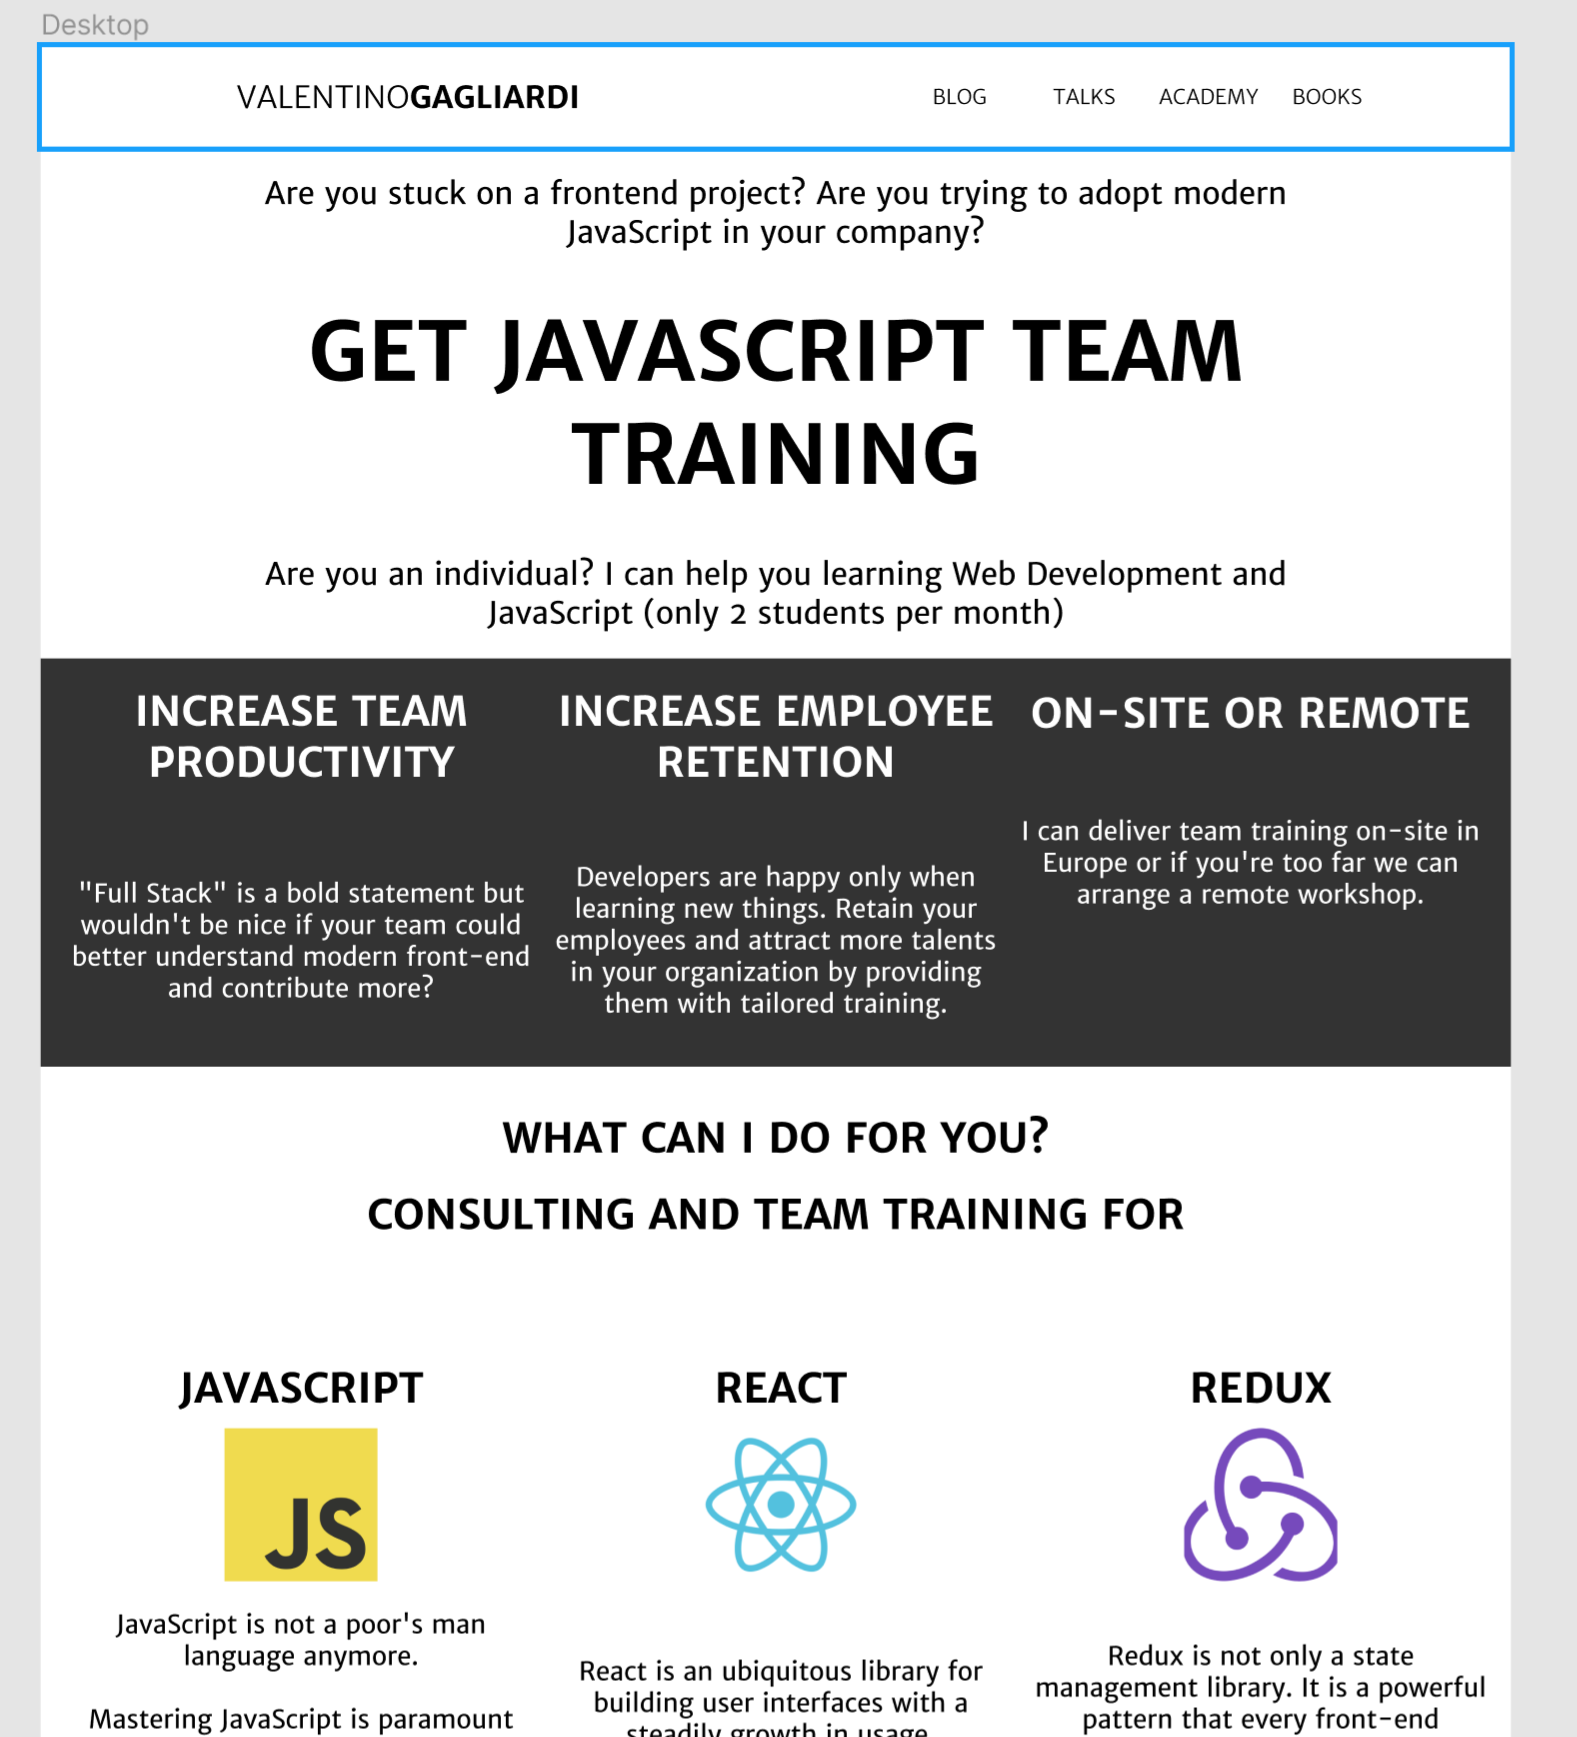 Desktop
VALENTINOGAGLIARDI
BLOG TALKS ACADEMY BOOKS
Are you stuck on a frontend project? Are you trying to adopt modern
JavaScript in your company?
GET JAVASCRIPT TEAM
TRAINING
Are you an individual? I can help you learning Web Development and
JavaScript (only 2 students per month)
INCREASE TEAM
PRODUCTIVITY
"Full Stack" is a bold statement but
wouldn't be nice if your team could
better understand modern front-end
and contribute more?
INCREASE EMPLOYEE
RETENTION
Developers are happy only when
learning new things. Retain your
employees and attract more talents
in your organization by providing
them with tailored training.
ON-SITE OR REMOTE
I can deliver team training on-site in
Europe or if you're too far we can
arrange a remote workshop.
WHAT CAN I DO FOR YOU?
CONSULTING AND TEAM TRAINING FOR
JAVASCRIPT
JS
JavaScript is not a poor's man
language anymore.
Mastering JavaScript is paramount
REACT
React is an ubiquitous library for
building user interfaces with a
steadily growth in usage
REDUX
Redux is not only a state
management library. It is a powerful
pattern that every front-end